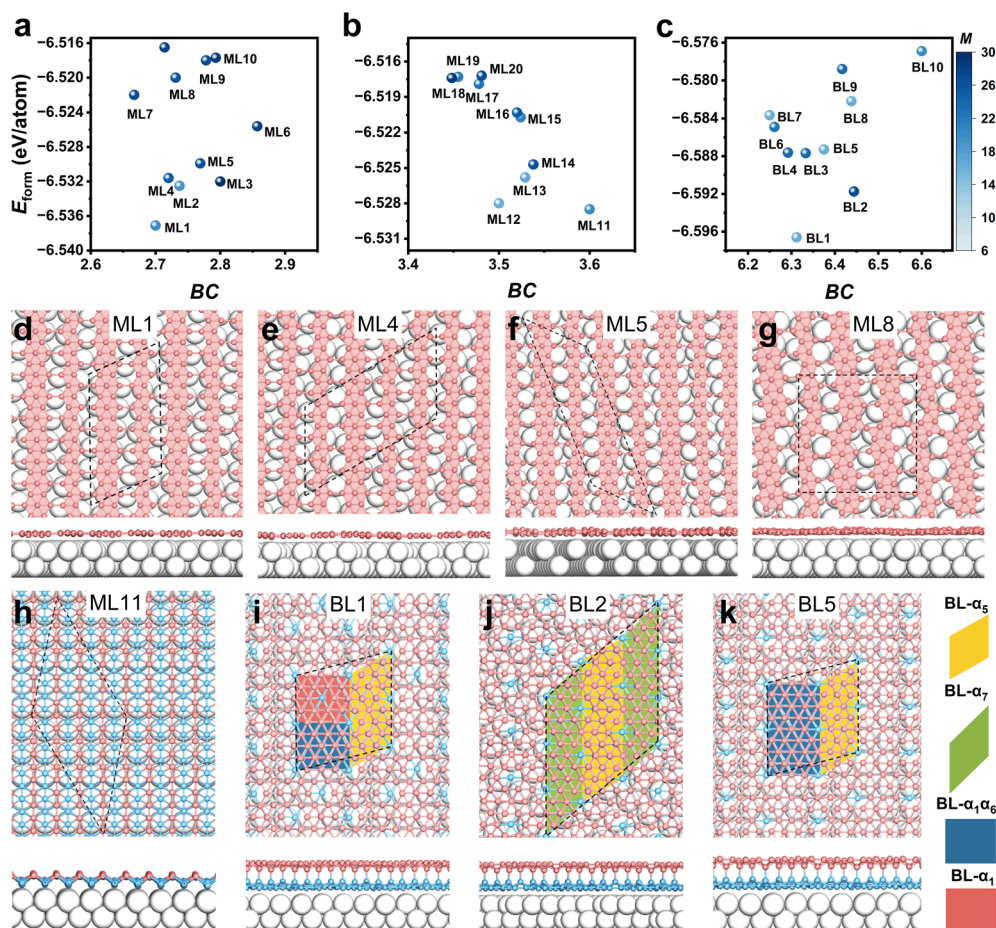 a
E_form (eV/atom)
−6.516
−6.520
−6.524
−6.528
−6.532
−6.536
−6.540
ML10
ML9
ML8
ML7
ML6
ML5
ML4
ML3
ML2
ML1
2.6 2.7 2.8 2.9
BC
b
−6.516
−6.519
−6.522
−6.525
−6.528
−6.531
ML19
ML20
ML18
ML17
ML16
ML15
ML14
ML13
ML12
ML11
3.4 3.5 3.6
BC
c
−6.576
−6.580
−6.584
−6.588
−6.592
−6.596
BL10
BL9
BL8
BL7
BL6
BL5
BL4
BL3
BL2
BL1
6.2 6.3 6.4 6.5 6.6
BC
M
30
26
22
18
14
10
6
d
ML1
e
ML4
f
ML5
g
ML8
h
ML11
i
BL1
j
BL2
k
BL5
BL-α₅
BL-α₇
BL-α₁α₆
BL-α₁